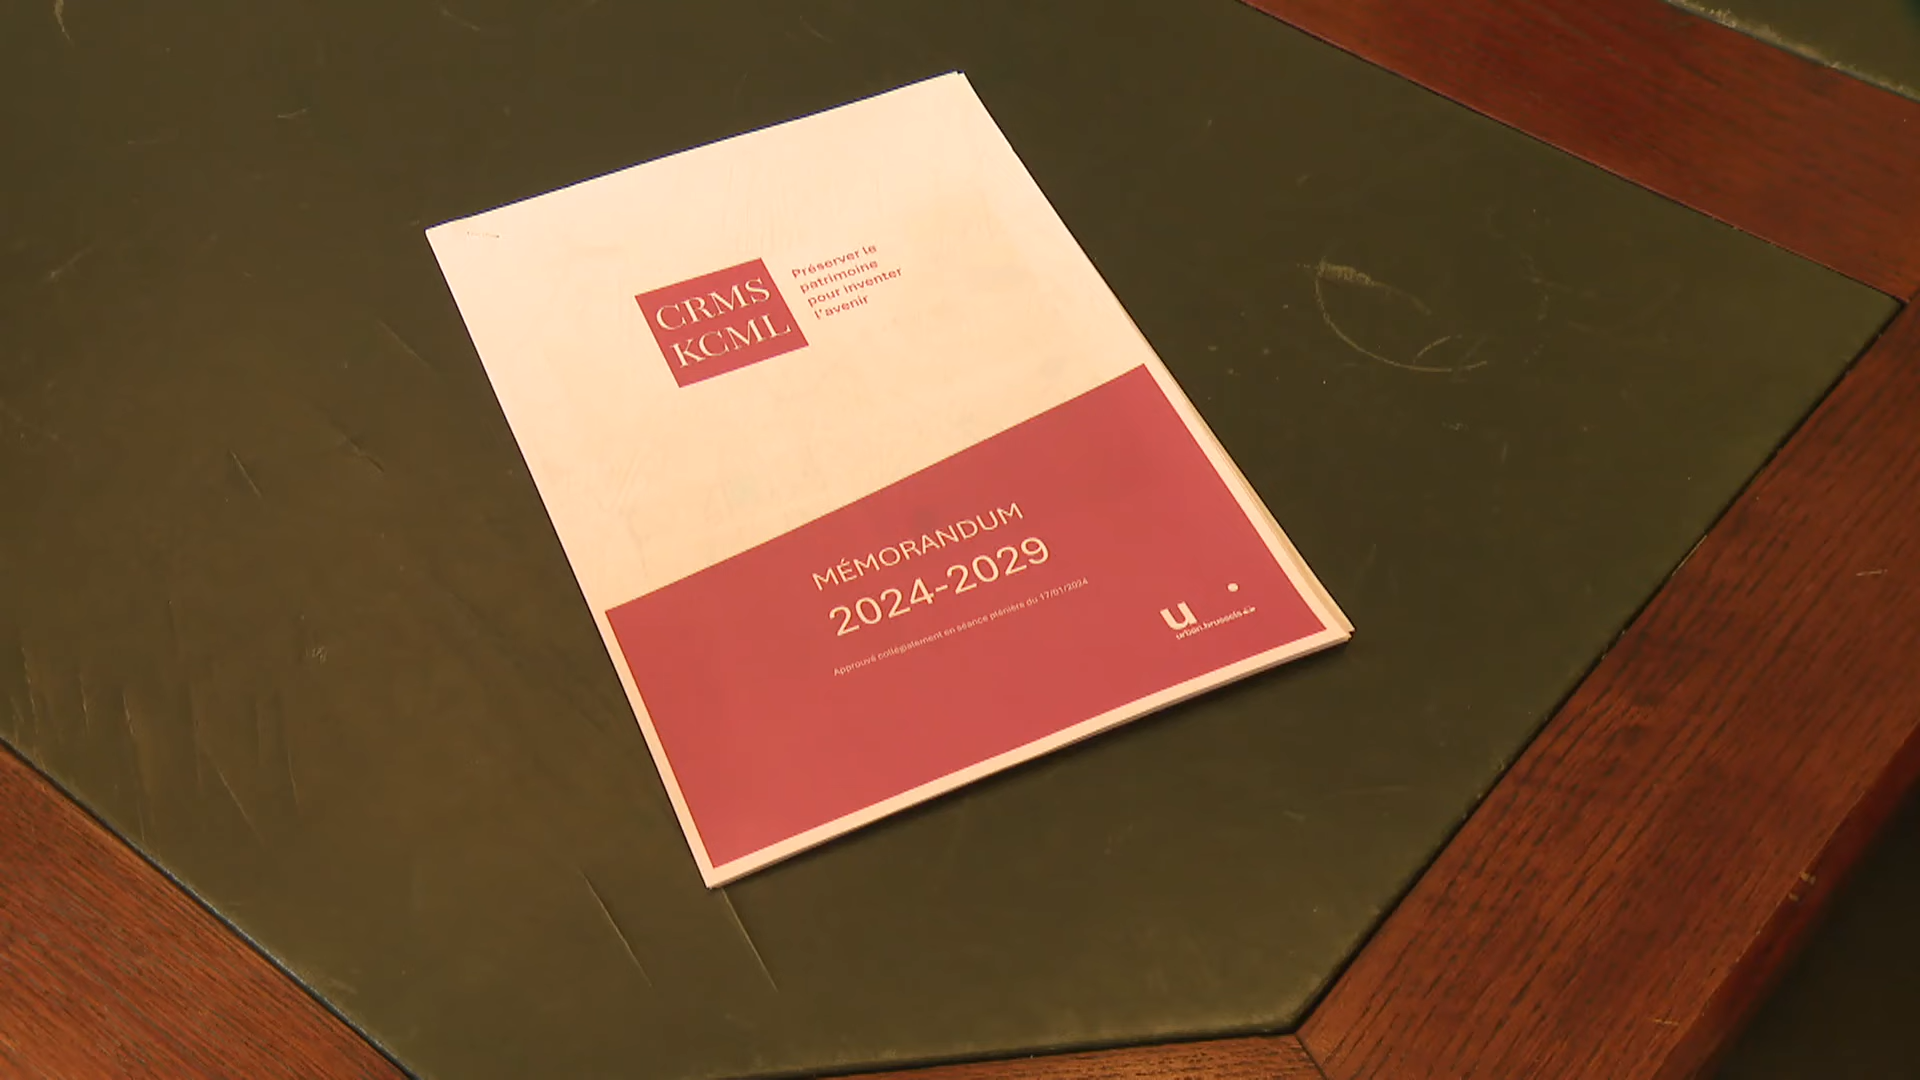 CRMS
KCML
Préserver le
patrimoine
pour inventer
l'avenir
MÉMORANDUM
2024-2029
Approuvé collégialement en séance plénière du 17/01/2024
u
urban.brussels